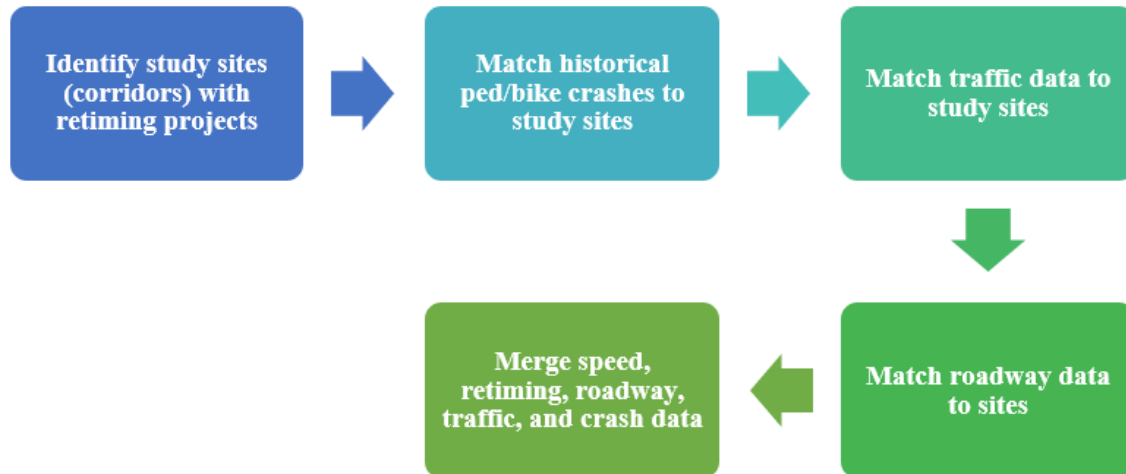 Identify study sites
(corridors) with
retiming projects
Match historical
ped/bike crashes to
study sites
Match traffic data to
study sites
Match roadway data
to sites
Merge speed,
retiming, roadway,
traffic, and crash data